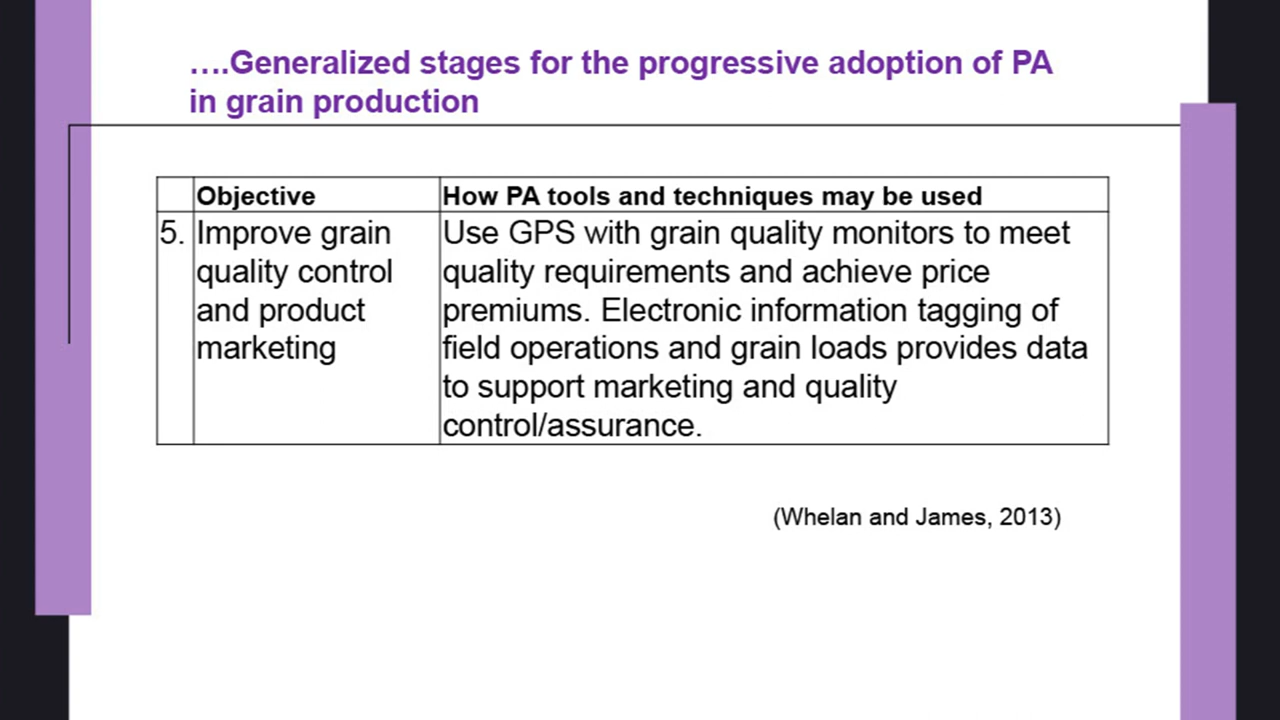 ….Generalized stages for the progressive adoption of PA
in grain production
Objective How PA tools and techniques may be used
5. Improve grain quality control and product marketing
Use GPS with grain quality monitors to meet
quality requirements and achieve price
premiums. Electronic information tagging of
field operations and grain loads provides data
to support marketing and quality
control/assurance.
(Whelan and James, 2013)